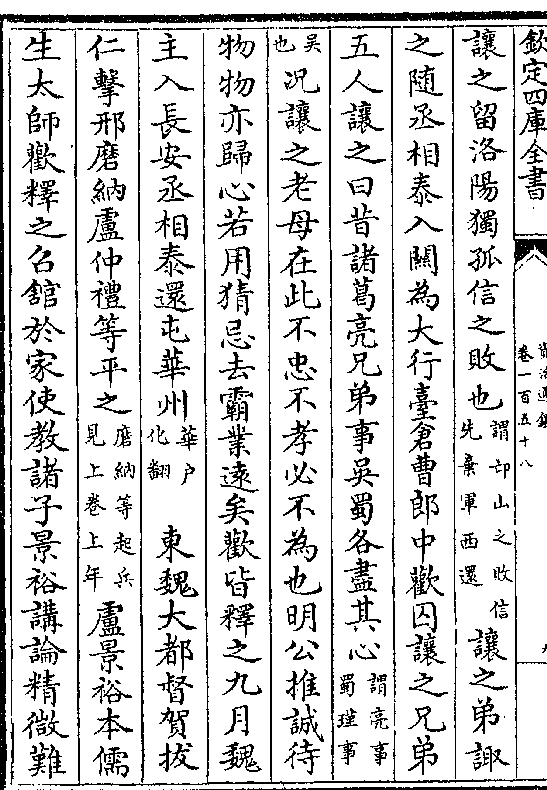 欽定四庫全書
資治通鑑
卷一百五十八
讓之留洛陽獨孤信之敗也謂邙山之敗信先棄軍西還讓之弟諏
之随丞相泰入關為大行臺倉曹郎中歡囚讓之兄弟
五人讓之曰昔諸葛亮兄弟事吳蜀各盡其心謂亮事蜀瑾事
吳也况讓之老母在此不忠不孝必不為也明公推誠待
物物亦歸心若用猜忌去霸業遠矣歡皆釋之九月魏
主入長安丞相泰還屯華州華户化翻東魏大都督賀拔
仁擊邢磨納盧仲禮等平之磨納等起兵見上卷上年盧景裕本儒
生太師歡釋之召舘於家使教諸子景裕講論精微難